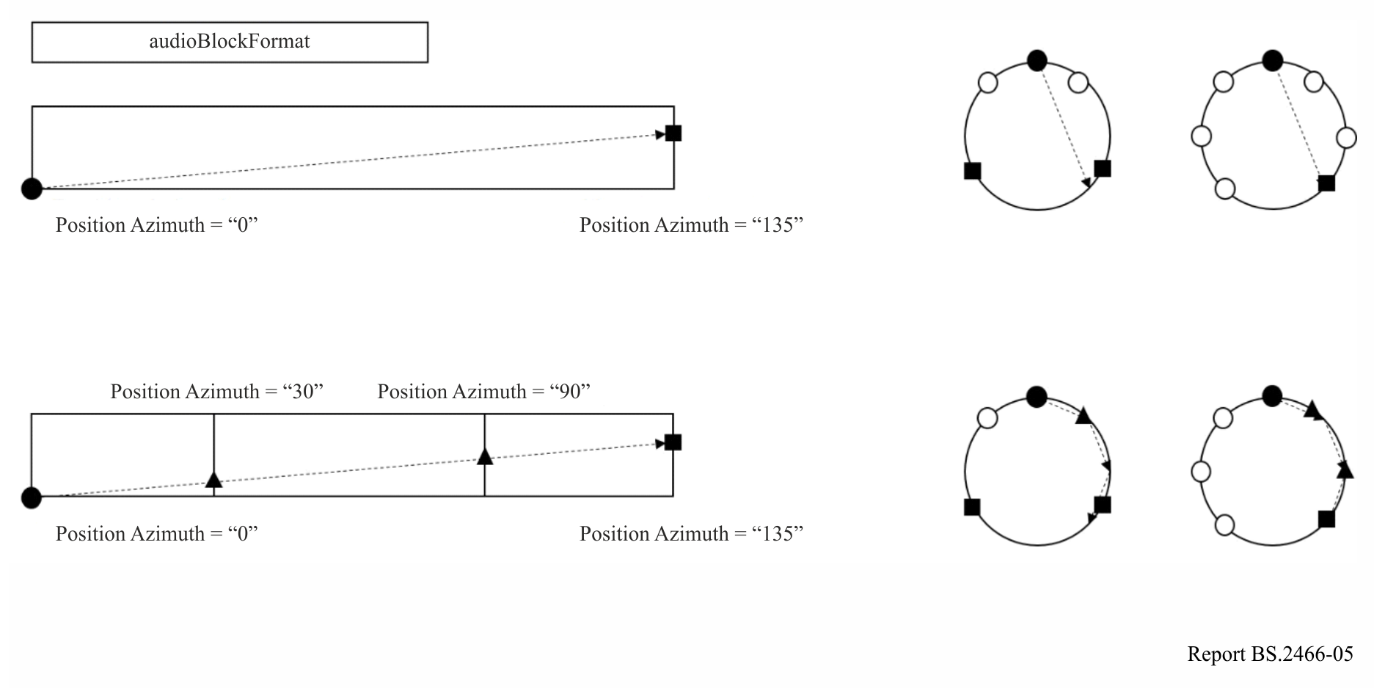 audioBlockFormat
Position Azimuth = “0”
Position Azimuth = “135”
Position Azimuth = “30”
Position Azimuth = “90”
Position Azimuth = “0”
Position Azimuth = “135”
Report BS.2466-05